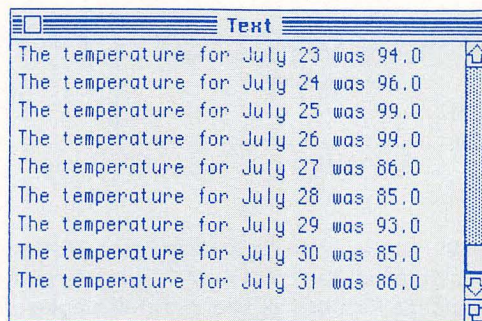 Text
The temperature for July 23 was 94.0
The temperature for July 24 was 96.0
The temperature for July 25 was 99.0
The temperature for July 26 was 99.0
The temperature for July 27 was 86.0
The temperature for July 28 was 85.0
The temperature for July 29 was 93.0
The temperature for July 30 was 85.0
The temperature for July 31 was 86.0